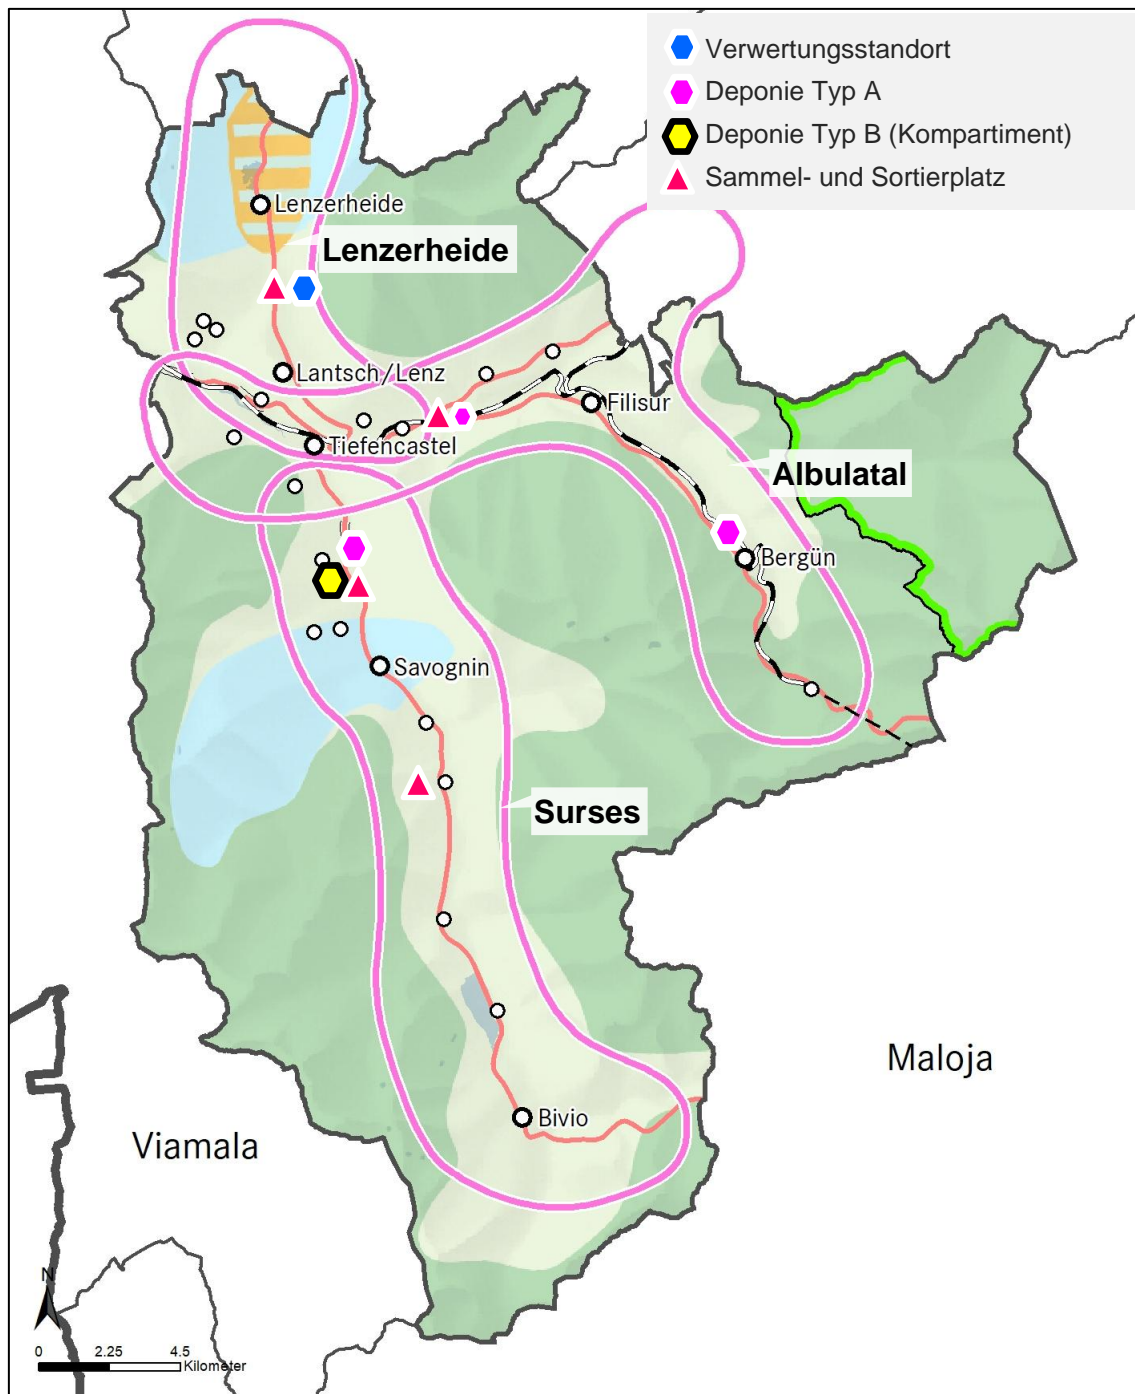 Verwertungsstandort
Deponie Typ A
Deponie Typ B (Kompartiment)
Sammel- und Sortierplatz
Lenzerheide
Lenzerheide
Lantsch/Lenz
Filisur
Tiefencastel
Albulatal
Bergün
Savognin
Surses
Maloja
Bivio
Viamala
N
0 2.25 4.5
Kilometer